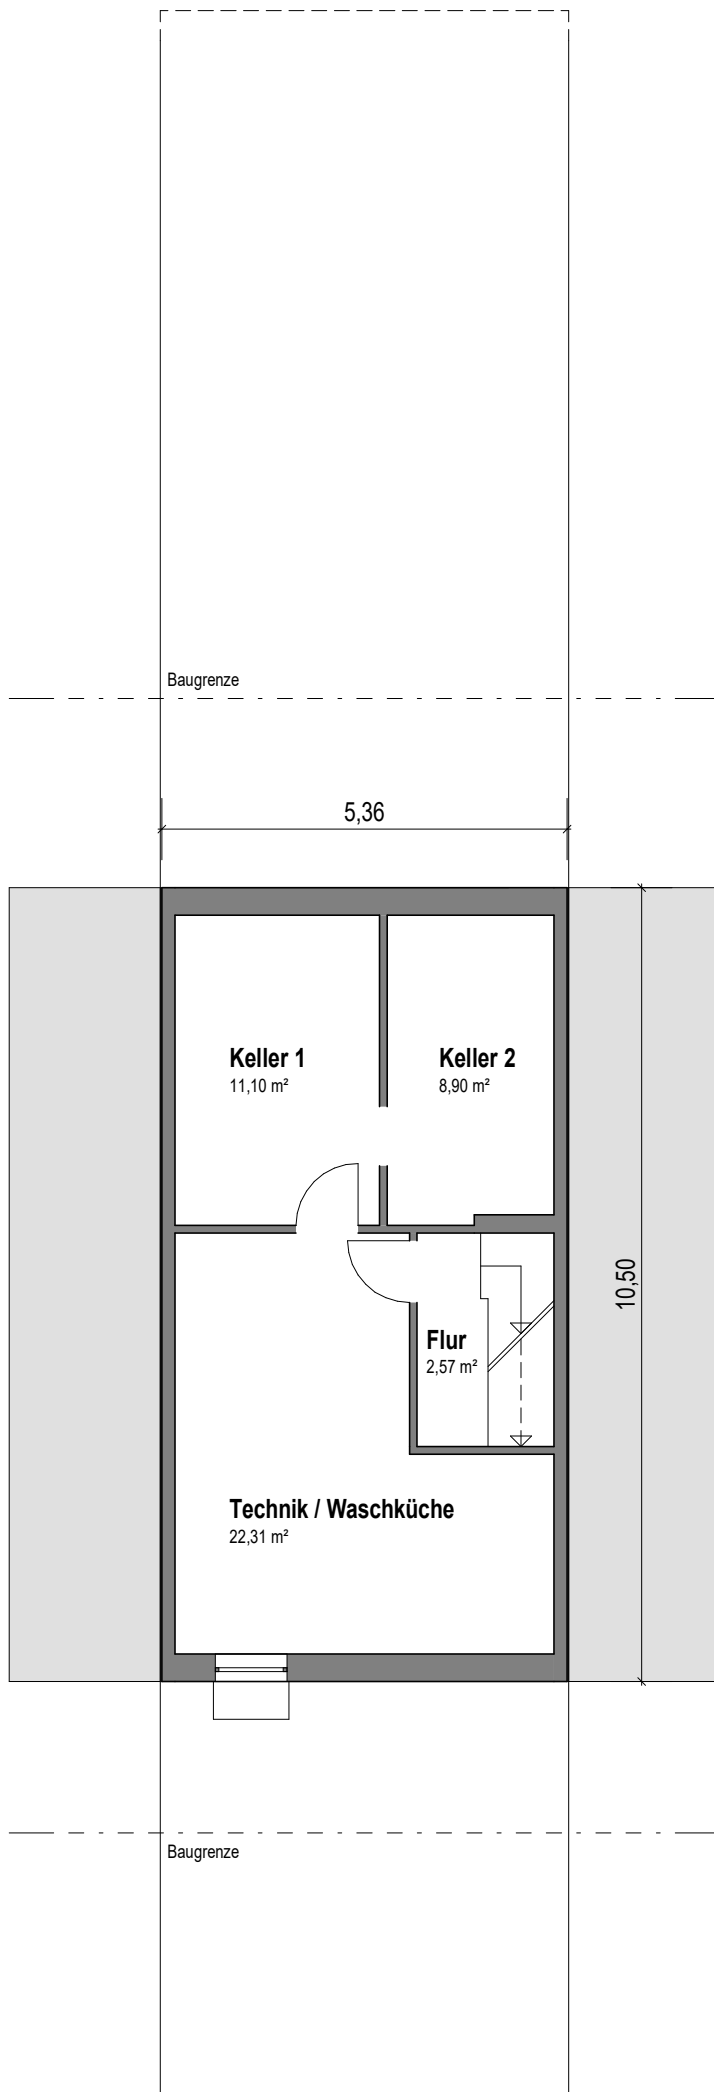 Baugrenze
5,36
Keller 1
11,10 m²
Keller 2
8,90 m²
10,50
Flur
2,57 m²
Technik / Waschküche
22,31 m²
Baugrenze